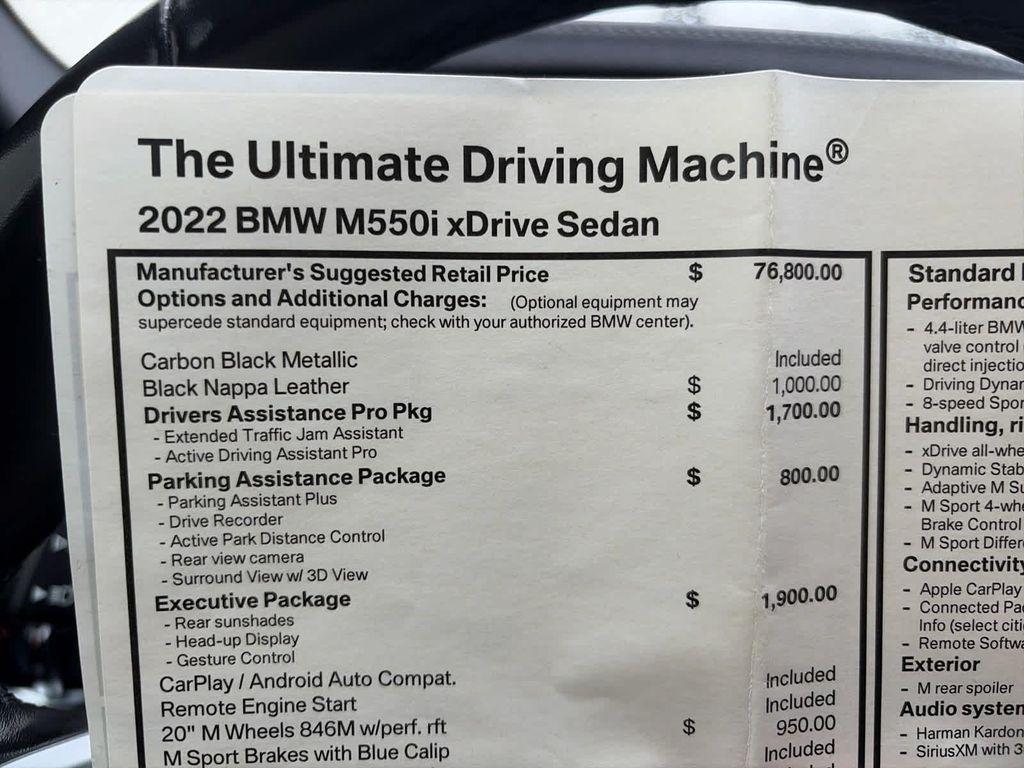 The Ultimate Driving Machine®
2022 BMW M550i xDrive Sedan
Manufacturer's Suggested Retail Price $ 76,800.00
Options and Additional Charges: (Optional equipment may
supercede standard equipment; check with your authorized BMW center).
Carbon Black Metallic Included
Black Nappa Leather $ 1,000.00
Drivers Assistance Pro Pkg $ 1,700.00
- Extended Traffic Jam Assistant
- Active Driving Assistant Pro
Parking Assistance Package $ 800.00
- Parking Assistant Plus
- Drive Recorder
- Active Park Distance Control
- Rear view camera
- Surround View w/ 3D View
Executive Package $ 1,900.00
- Rear sunshades
- Head-up Display
- Gesture Control
CarPlay / Android Auto Compat. Included
Remote Engine Start Included
20" M Wheels 846M w/perf. rft $ 950.00
M Sport Brakes with Blue Calip Included
Standard
Performanc
- 4.4-liter BMW
valve control
direct injectio
- Driving Dynar
- 8-speed Spor
Handling, ri
- xDrive all-whe
- Dynamic Stab
- Adaptive M Su
- M Sport 4-whe
Brake Control
- M Sport Differe
Connectivity
- Apple CarPlay
- Connected Pac
Info (select citi
- Remote Softwa
Exterior
- M rear spoiler
Audio system
- Harman Kardon
- SiriusXM with 3